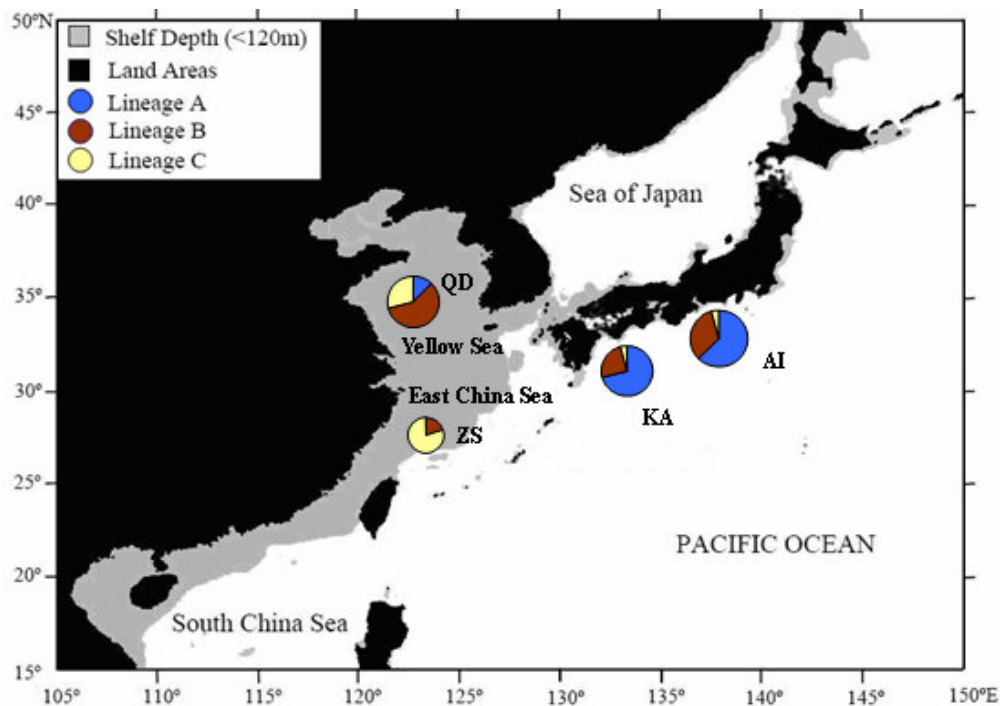 50°N
Shelf Depth (<120m)
Land Areas
Lineage A
Lineage B
Lineage C
45°
40°
35°
30°
25°
20°
15°
Sea of Japan
QD
Yellow Sea
AI
East China Sea
KA
ZS
PACIFIC OCEAN
South China Sea
105° 110° 115° 120° 125° 130° 135° 140° 145° 150°E